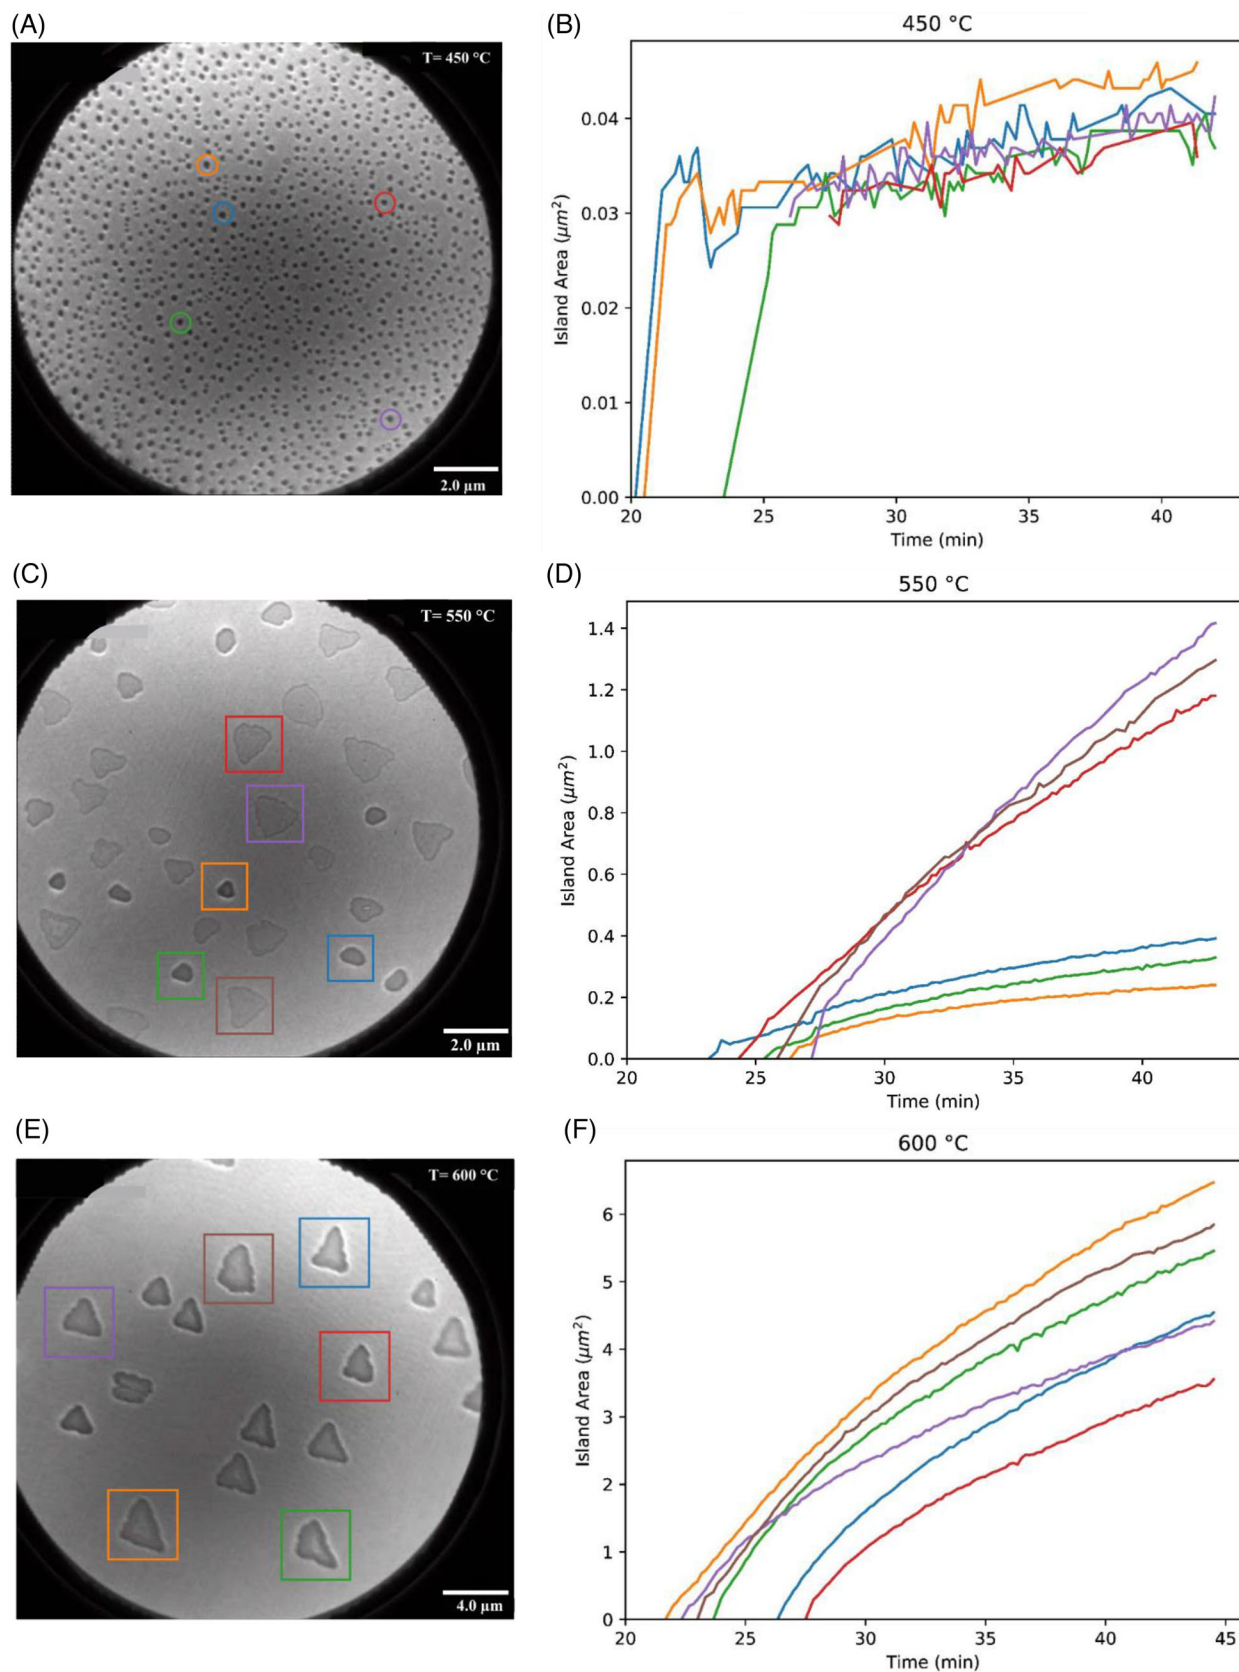 (A)
T= 450 °C
2.0 μm
(B)
450 °C
Island Area (μm²)
0.04
0.03
0.02
0.01
0.00
20 25 30 35 40
Time (min)
(C)
T= 550 °C
2.0 μm
(D)
550 °C
Island Area (μm²)
1.4
1.2
1.0
0.8
0.6
0.4
0.2
0.0
20 25 30 35 40
Time (min)
(E)
T= 600 °C
4.0 μm
(F)
600 °C
Island Area (μm²)
6
5
4
3
2
1
0
20 25 30 35 40 45
Time (min)